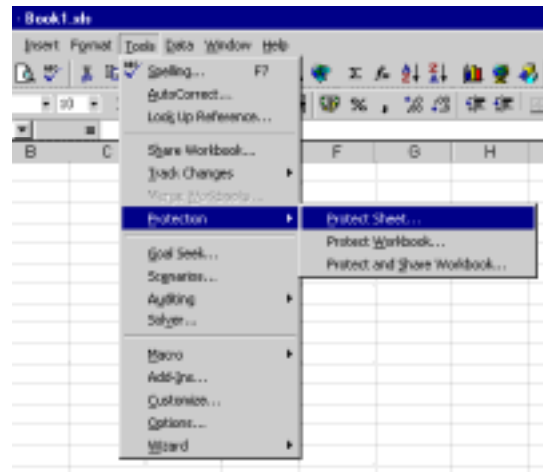 Book1.xls
Insert Format Tools Data Window Help
Spelling... F7
AutoCorrect...
Look Up Reference...
10
Share Workbook...
Track Changes
Merge Workbooks...
Protection
Goal Seek...
Scenarios...
Auditing
Solver...
Macro
Add-Ins...
Customize...
Options...
Wizard
Protect Sheet...
Protect Workbook...
Protect and Share Workbook...
B C F G H